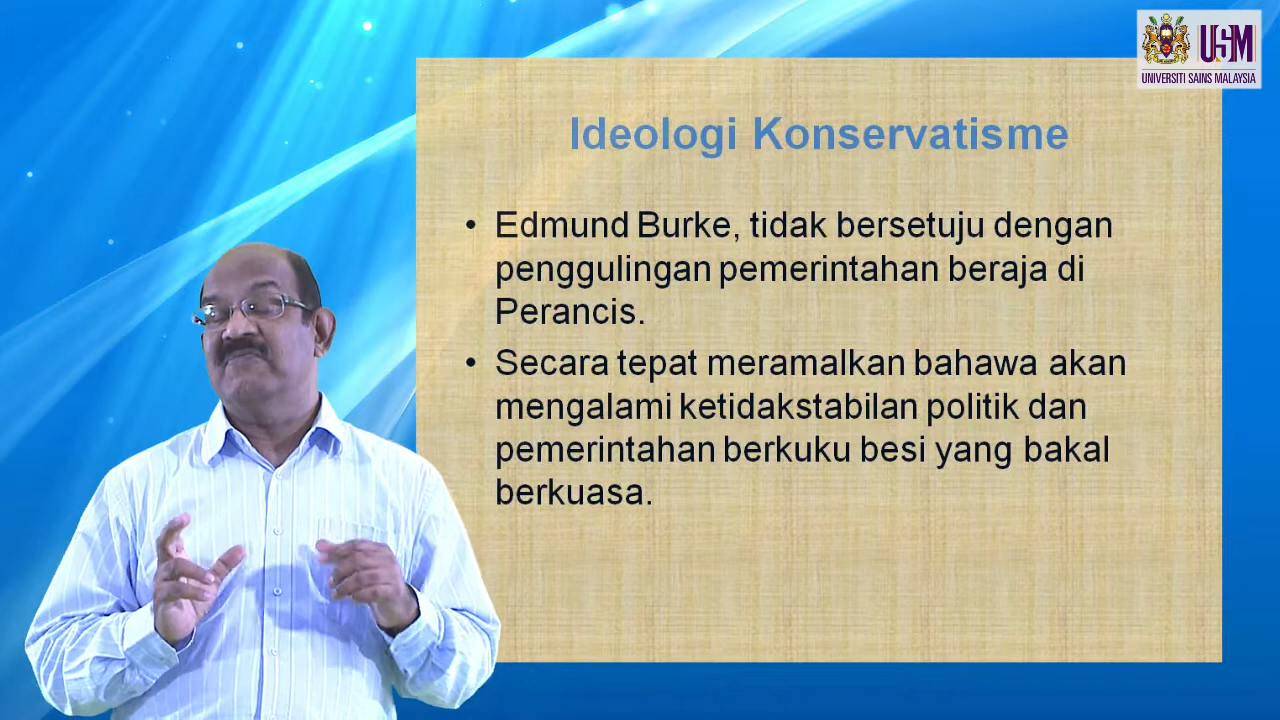 USM
UNIVERSITI SAINS MALAYSIA
Ideologi Konservatisme
• Edmund Burke, tidak bersetuju dengan
penggulingan pemerintahan beraja di
Perancis.
• Secara tepat meramalkan bahawa akan
mengalami ketidakstabilan politik dan
pemerintahan berkuku besi yang bakal
berkuasa.